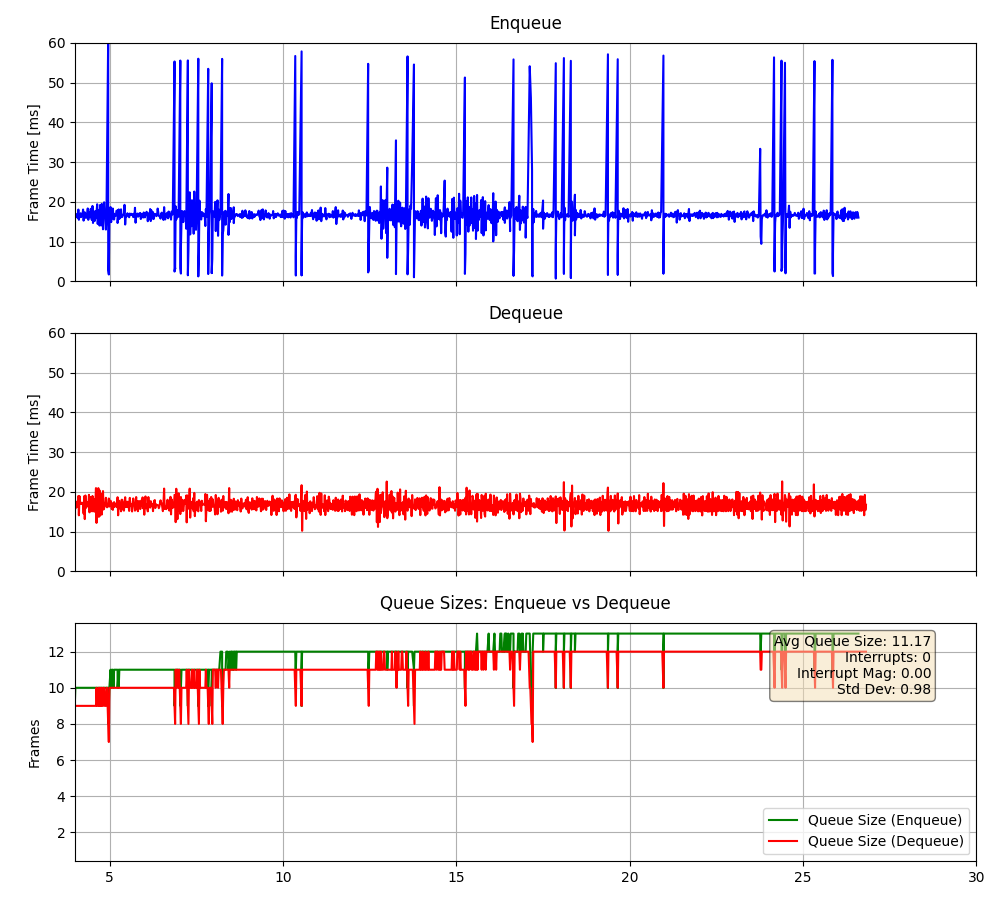 Enqueue
60
50
40
30
20
10
0
Frame Time [ms]
Dequeue
60
50
40
30
20
10
0
Frame Time [ms]
Queue Sizes: Enqueue vs Dequeue
12
10
8
6
4
2
Frames
Avg Queue Size: 11.17
Interrupts: 0
Interrupt Mag: 0.00
Std Dev: 0.98
Queue Size (Enqueue)
Queue Size (Dequeue)
5 10 15 20 25 30